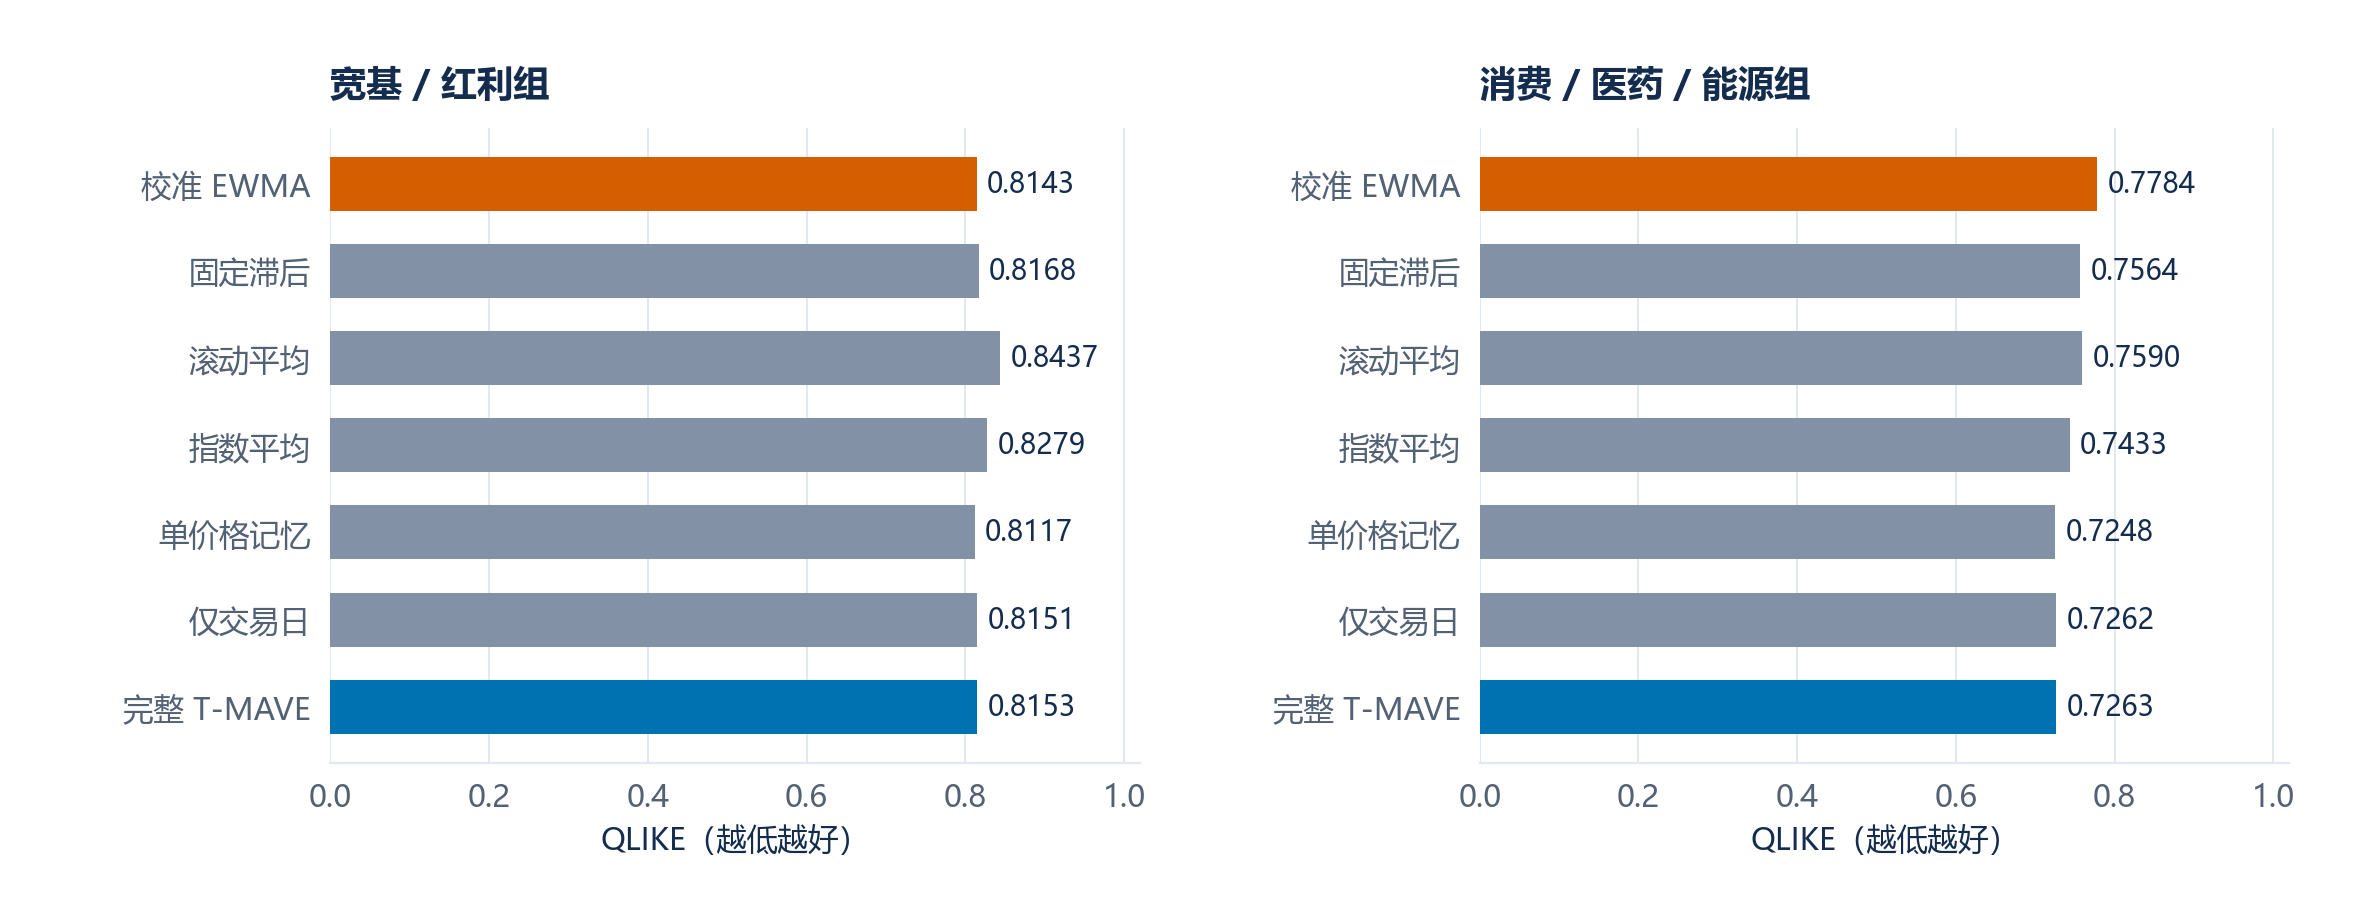 宽基 / 红利组
校准 EWMA 0.8143
固定滞后 0.8168
滚动平均 0.8437
指数平均 0.8279
单价格记忆 0.8117
仅交易日 0.8151
完整 T-MAVE 0.8153
0.0 0.2 0.4 0.6 0.8 1.0
QLIKE（越低越好）
消费 / 医药 / 能源组
校准 EWMA 0.7784
固定滞后 0.7564
滚动平均 0.7590
指数平均 0.7433
单价格记忆 0.7248
仅交易日 0.7262
完整 T-MAVE 0.7263
0.0 0.2 0.4 0.6 0.8 1.0
QLIKE（越低越好）